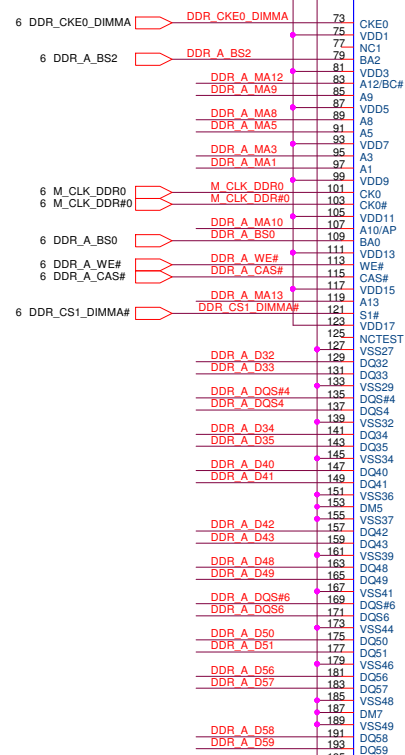 6 DDR_CKE0_DIMMA DDR_CKE0_DIMMA 73 CKE0
75 VDD1
77 NC1
6 DDR_A_BS2 DDR_A_BS2 79 BA2
81 VDD3
DDR_A_MA12 83 A12/BC#
DDR_A_MA9 85 A9
87 VDD5
DDR_A_MA8 89 A8
DDR_A_MA5 91 A5
93 VDD7
DDR_A_MA3 95 A3
DDR_A_MA1 97 A1
99 VDD9
6 M_CLK_DDR0 M_CLK_DDR0 101 CK0
6 M_CLK_DDR#0 M_CLK_DDR#0 103 CK0#
105 VDD11
DDR_A_MA10 107 A10/AP
6 DDR_A_BS0 DDR_A_BS0 109 BA0
111 VDD13
6 DDR_A_WE# DDR_A_WE# 113 WE#
6 DDR_A_CAS# DDR_A_CAS# 115 CAS#
117 VDD15
DDR_A_MA13 119 A13
6 DDR_CS1_DIMMA# DDR_CS1_DIMMA# 121 S1#
123 VDD17
125 NCTEST
127 VSS27
DDR_A_D32 129 DQ32
DDR_A_D33 131 DQ33
133 VSS29
DDR_A_DQS#4 135 DQS#4
DDR_A_DQS4 137 DQS4
139 VSS32
DDR_A_D34 141 DQ34
DDR_A_D35 143 DQ35
145 VSS34
DDR_A_D40 147 DQ40
DDR_A_D41 149 DQ41
151 VSS36
153 DM5
155 VSS37
DDR_A_D42 157 DQ42
DDR_A_D43 159 DQ43
161 VSS39
DDR_A_D48 163 DQ48
DDR_A_D49 165 DQ49
167 VSS41
DDR_A_DQS#6 169 DQS#6
DDR_A_DQS6 171 DQS6
173 VSS44
DDR_A_D50 175 DQ50
DDR_A_D51 177 DQ51
179 VSS46
DDR_A_D56 181 DQ56
DDR_A_D57 183 DQ57
185 VSS48
187 DM7
189 VSS49
DDR_A_D58 191 DQ58
DDR_A_D59 193 DQ59